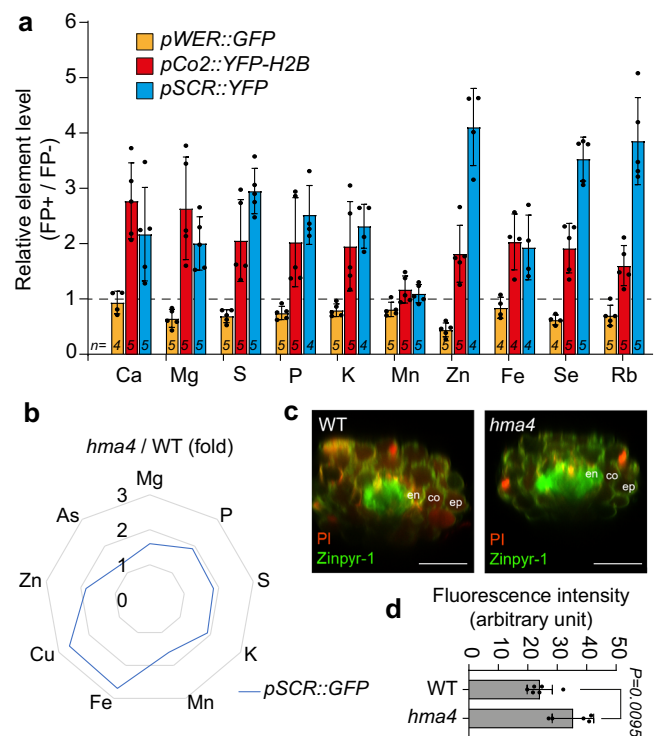 a
Relative element level
(FP+ / FP-)
6
5
4
3
2
1
0
pWER::GFP
pCo2::YFP-H2B
pSCR::YFP
n= 4 5 5 5 5 5 5 5 5 5 5 4 5 5 4 5 5 5 5 5 4 4 5 4 4 5 5 5 5 5
Ca Mg S P K Mn Zn Fe Se Rb
b
hma4 / WT (fold)
Mg
P
S
K
Mn
Fe
Cu
Zn
As
3
2
1
0
pSCR::GFP
c
WT
en
co
ep
PI
Zinpyr-1
hma4
en
co
ep
PI
Zinpyr-1
d
Fluorescence intensity
(arbitrary unit)
0 10 20 30 40 50
WT
hma4
P=0.0095